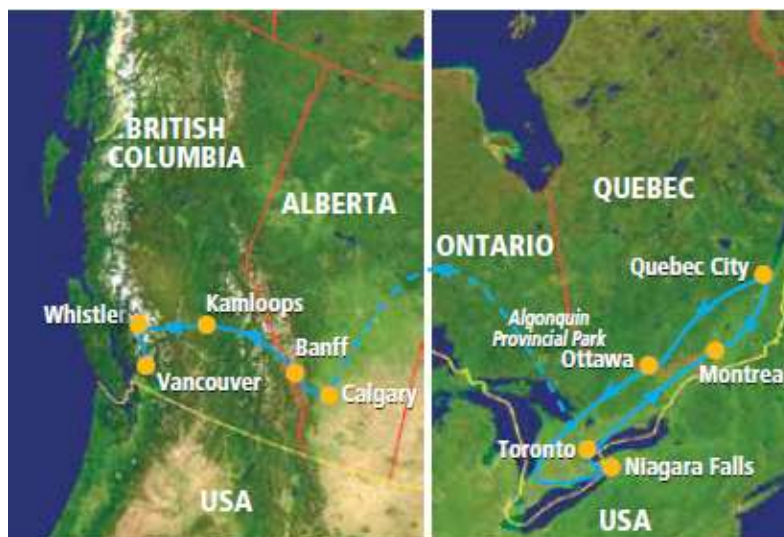 BRITISH
COLUMBIA
ALBERTA
Whistler
Kamloops
Banff
Vancouver
Calgary
USA
QUEBEC
ONTARIO
Quebec City
Algonquin
Provincial Park
Ottawa
Montrea
Toronto
Niagara Falls
USA